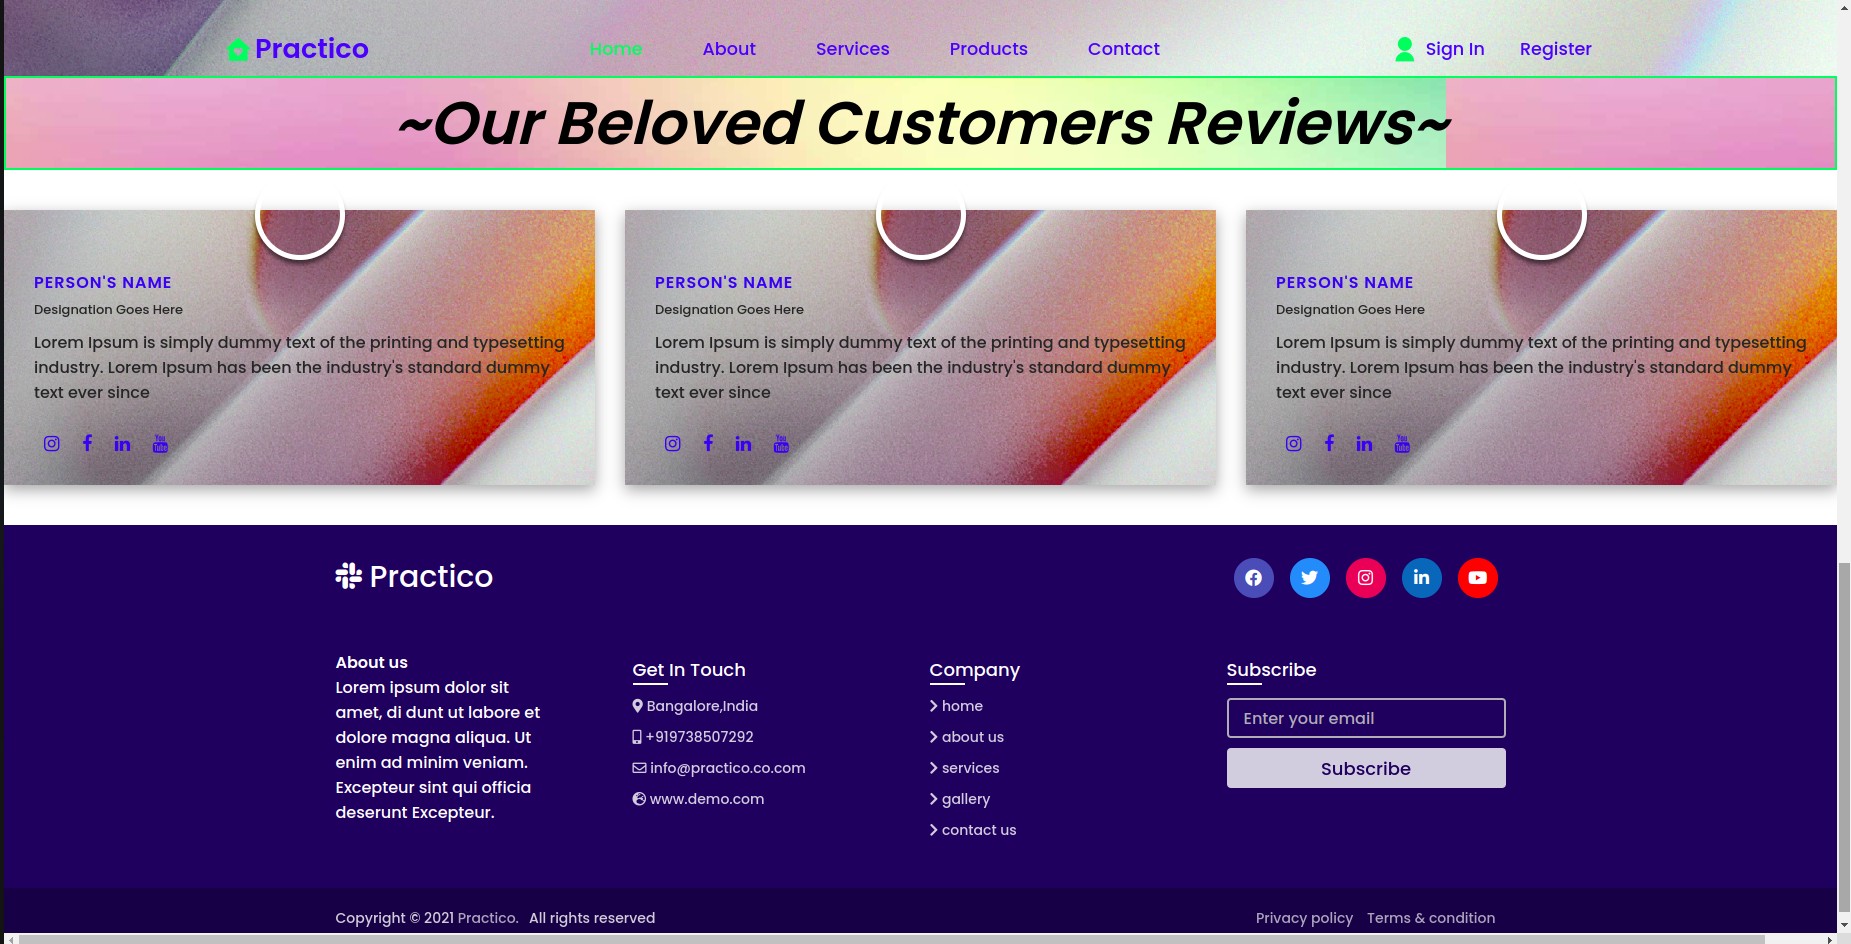 Practico
Home About Services Products Contact
Sign In Register
~Our Beloved Customers Reviews~
PERSON'S NAME
Designation Goes Here
Lorem Ipsum is simply dummy text of the printing and typesetting
industry. Lorem Ipsum has been the industry's standard dummy
text ever since
You
Tube
PERSON'S NAME
Designation Goes Here
Lorem Ipsum is simply dummy text of the printing and typesetting
industry. Lorem Ipsum has been the industry's standard dummy
text ever since
You
Tube
PERSON'S NAME
Designation Goes Here
Lorem Ipsum is simply dummy text of the printing and typesetting
industry. Lorem Ipsum has been the industry's standard dummy
text ever since
You
Tube
Practico
About us
Lorem ipsum dolor sit
amet, di dunt ut labore et
dolore magna aliqua. Ut
enim ad minim veniam.
Excepteur sint qui officia
deserunt Excepteur.
Get In Touch
Bangalore,India
+919738507292
info@practico.co.com
www.demo.com
Company
home
about us
services
gallery
contact us
Subscribe
Enter your email
Subscribe
Copyright © 2021 Practico. All rights reserved
Privacy policy Terms & condition